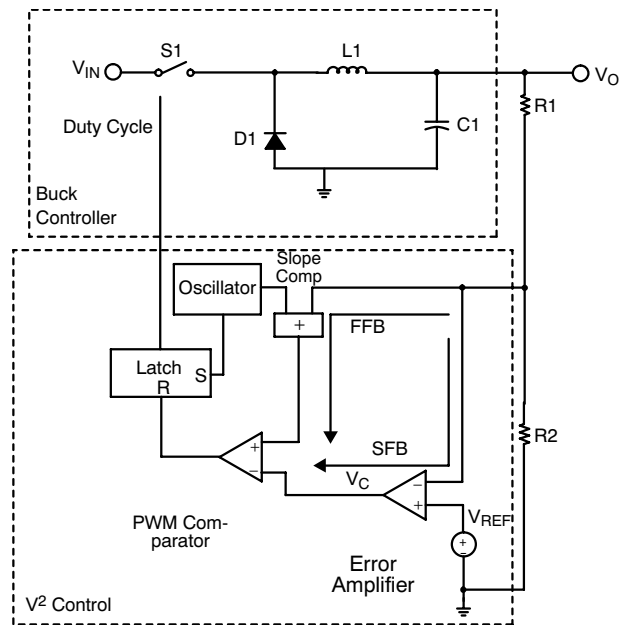 S1
L1
V_IN
V_O
R1
Duty Cycle
D1
C1
Buck
Controller
Slope
Comp
Oscillator
+
FFB
Latch
S
R
R2
+
−
SFB
V_C
−
+
V_REF
PWM Com-
parator
+
−
Error
Amplifier
V² Control